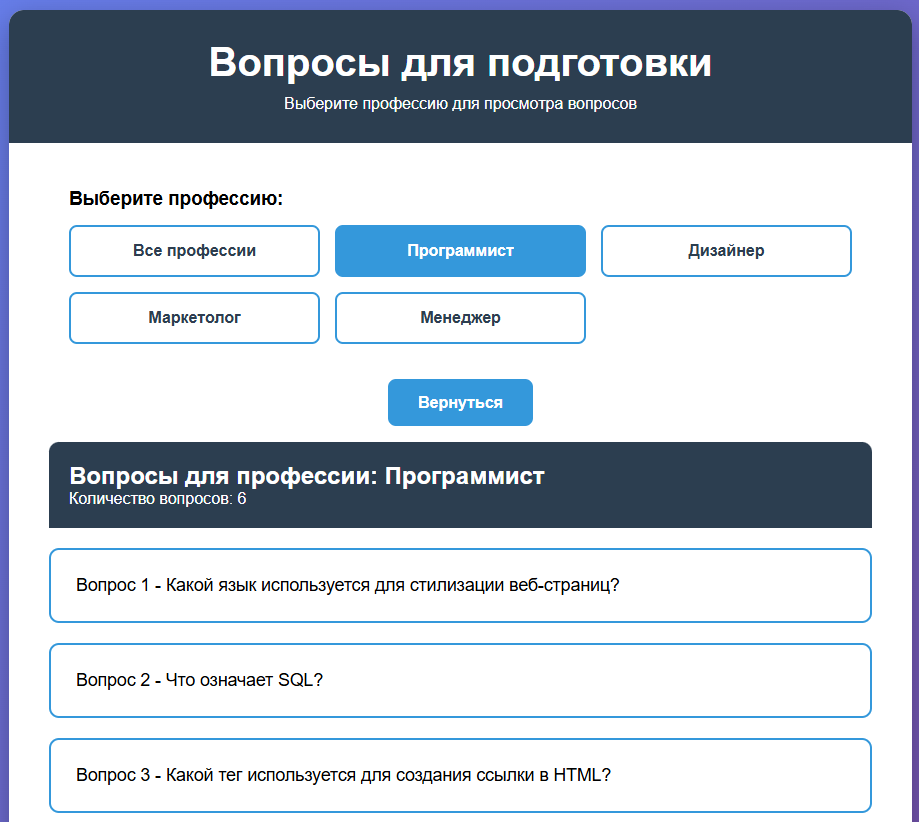 Вопросы для подготовки
Выберите профессию для просмотра вопросов
Выберите профессию:
Все профессии
Программист
Дизайнер
Маркетолог
Менеджер
Вернуться
Вопросы для профессии: Программист
Количество вопросов: 6
Вопрос 1 - Какой язык используется для стилизации веб-страниц?
Вопрос 2 - Что означает SQL?
Вопрос 3 - Какой тег используется для создания ссылки в HTML?